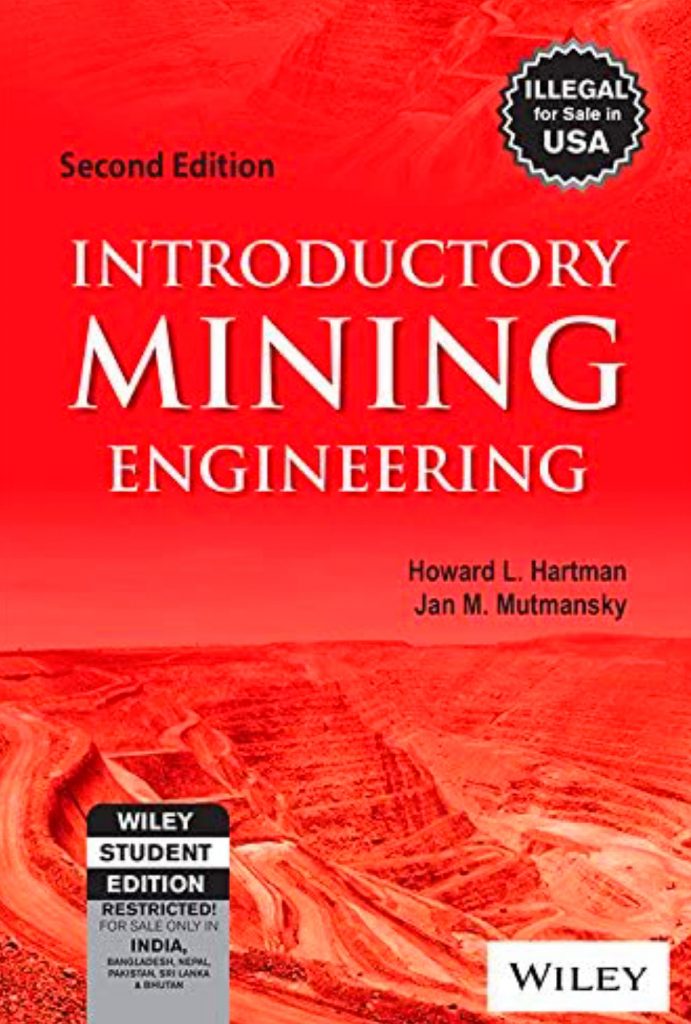 ILLEGAL
for Sale in
USA
Second Edition
INTRODUCTORY
MINING
ENGINEERING
Howard L. Hartman
Jan M. Mutmansky
WILEY
STUDENT
EDITION
RESTRICTED!
FOR SALE ONLY IN
INDIA,
BANGLADESH, NEPAL,
PAKISTAN, SRI LANKA
& BHUTAN
WILEY